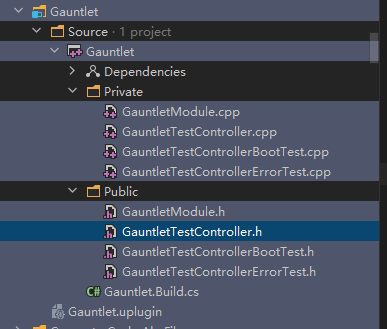 Gauntlet
Source · 1 project
Gauntlet
Dependencies
Private
GauntletModule.cpp
GauntletTestController.cpp
GauntletTestControllerBootTest.cpp
GauntletTestControllerErrorTest.cpp
Public
GauntletModule.h
GauntletTestController.h
GauntletTestControllerBootTest.h
GauntletTestControllerErrorTest.h
C# Gauntlet.Build.cs
Gauntlet.uplugin